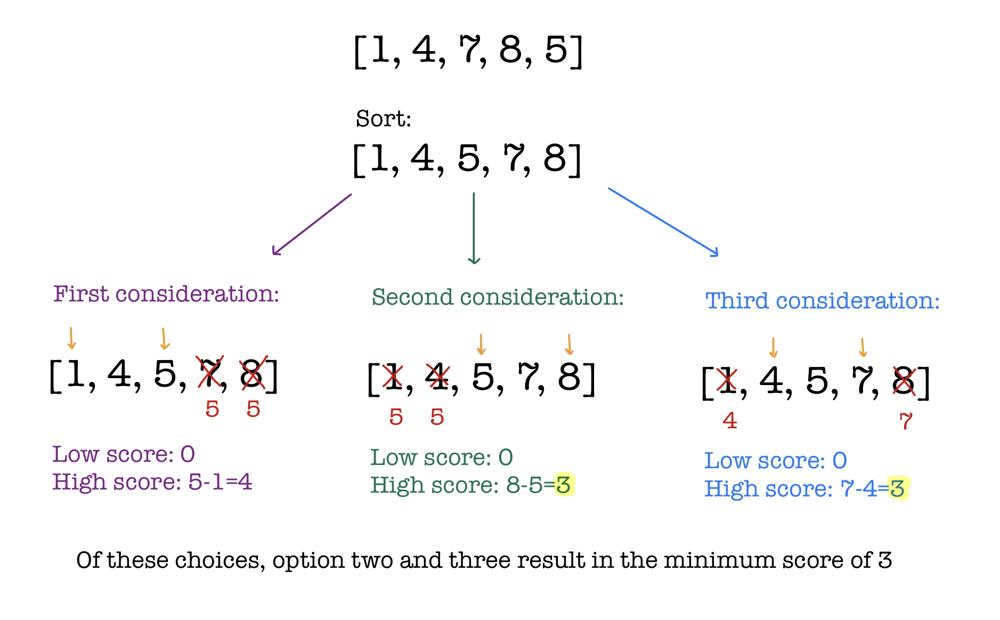 [1, 4, 7, 8, 5]
Sort:
[1, 4, 5, 7, 8]
First consideration:
[1, 4, 5, 7, 8]
5 5
Low score: 0
High score: 5-1=4
Second consideration:
[1, 4, 5, 7, 8]
5 5
Low score: 0
High score: 8-5=3
Third consideration:
[1, 4, 5, 7, 8]
4 7
Low score: 0
High score: 7-4=3
Of these choices, option two and three result in the minimum score of 3